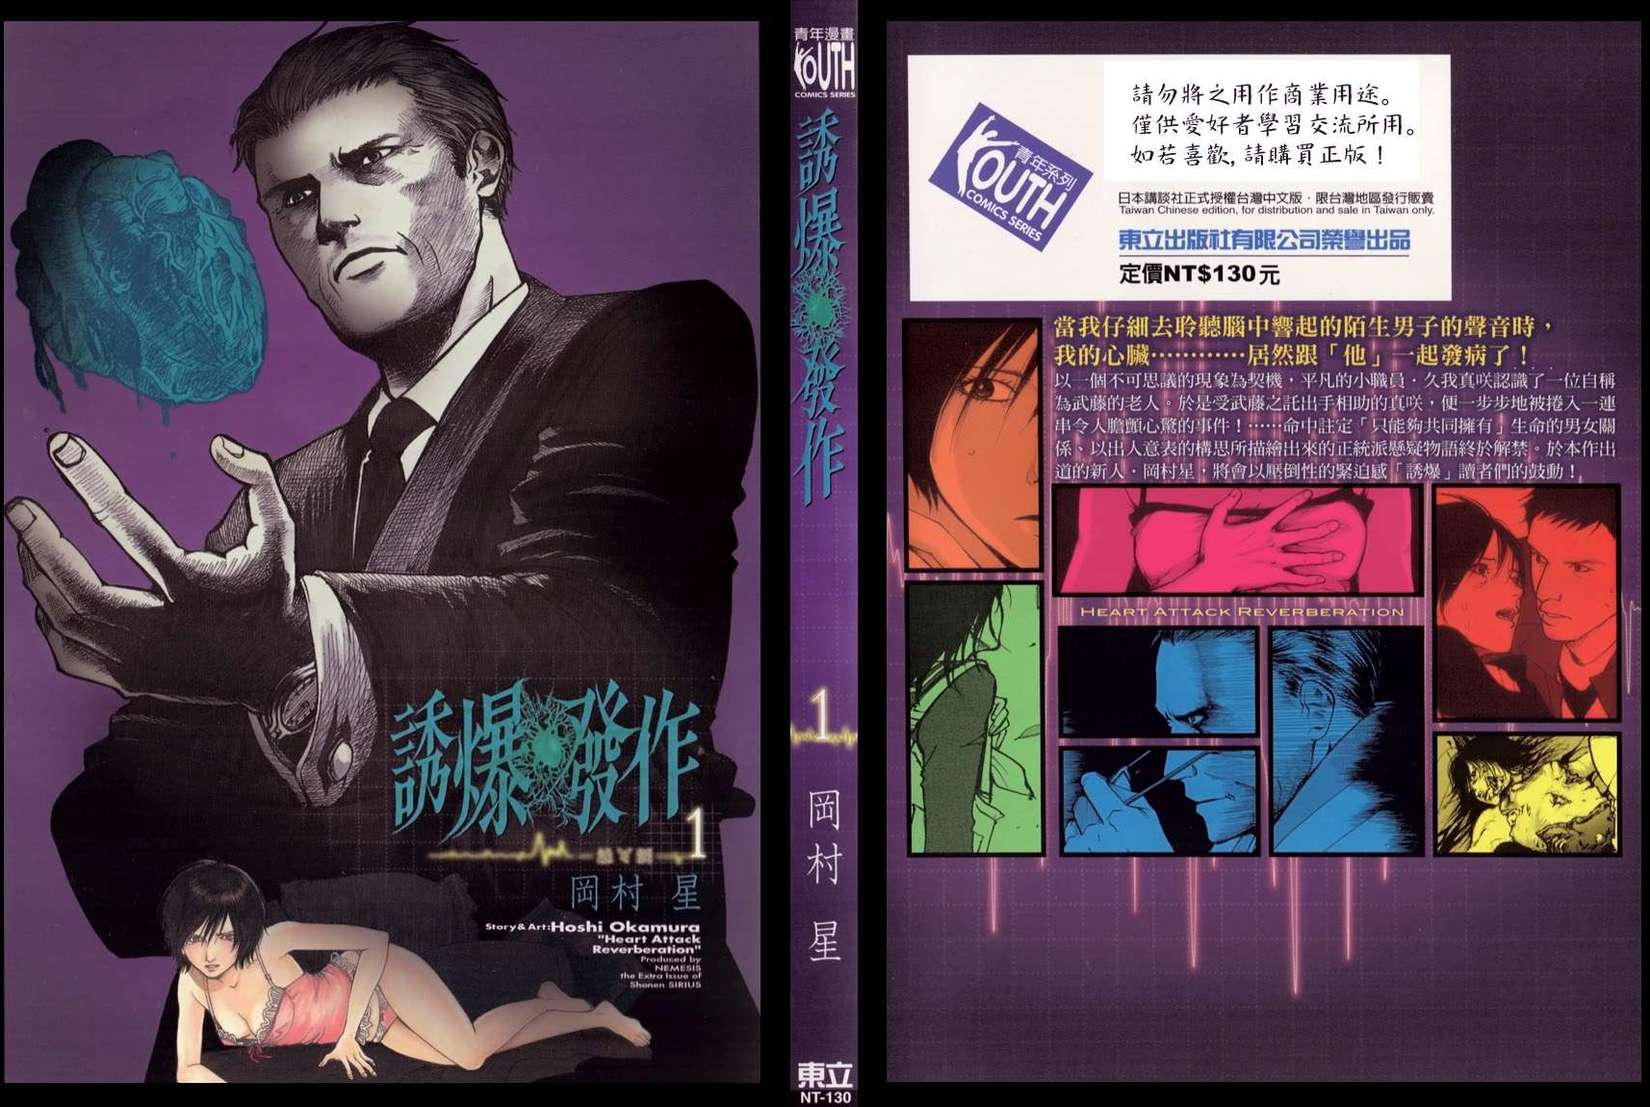 誘爆發作
1
岡村 星
Story & Art: Hoshi Okamura
"Heart Attack
Reverberation"
Produced by
NEMESIS
the Extra Issue of
Shonen SIRIUS
青年漫畫
YOUTH
COMICS SERIES
誘爆發作
1
岡村 星
東立
NT-130
青年系列
YOUTH
COMICS SERIES
請勿將之用作商業用途。
僅供愛好者學習交流所用。
如若喜歡,請購買正版!
日本講談社正式授權台灣中文版・限台灣地區發行販賣
Taiwan Chinese edition, for distribution and sale in Taiwan only.
東立出版社有限公司榮譽出品
定價NT$130元
當我仔細去聆聽腦中響起的陌生男子的聲音時，
我的心臟…………居然跟「他」一起發病了！
以一個不可思議的現象為契機，平凡的小職員．久我真咲認識了一位自稱
為武藤的老人。於是受武藤之託出手相助的真咲，便一步步地被捲入一連
串令人膽顫心驚的事件！……命中註定「只能夠共同擁有」生命的男女關
係、以出人意表的構思所描繪出來的正統派懸疑物語終於解禁。於本作出
道的新人．岡村星，將會以壓倒性的緊迫感「誘爆」讀者們的鼓動！
HEART ATTACK REVERBERATION